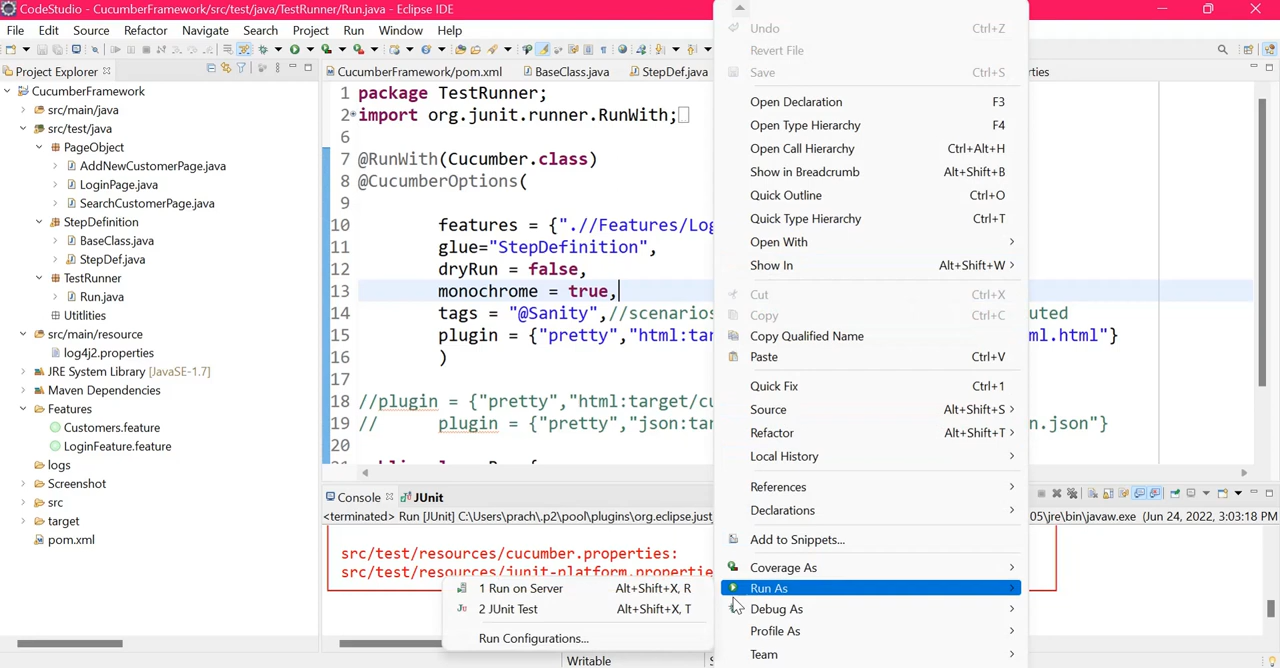 CodeStudio - CucumberFramework/src/test/java/TestRunner/Run.java - Eclipse IDE
File Edit Source Refactor Navigate Search Project Run Window Help
Project Explorer
CucumberFramework
src/main/java
src/test/java
PageObject
AddNewCustomerPage.java
LoginPage.java
SearchCustomerPage.java
StepDefinition
BaseClass.java
StepDef.java
TestRunner
Run.java
Uitilities
src/main/resource
log4j2.properties
JRE System Library [JavaSE-1.7]
Maven Dependencies
Features
Customers.feature
LoginFeature.feature
logs
Screenshot
src
target
pom.xml
CucumberFramework/pom.xml BaseClass.java StepDef.java
1 package TestRunner;
2 import org.junit.runner.RunWith;
6
7 @RunWith(Cucumber.class)
8 @CucumberOptions(
9
10 features = {".//Features/Log
11 glue="StepDefinition",
12 dryRun = false,
13 monochrome = true,
14 tags = "@Sanity",//scenarios uted
15 plugin = {"pretty","html:tar ml.html"}
16 )
17
18 //plugin = {"pretty","html:target/cu
19 // plugin = {"pretty","json:tar n.json"}
20
Console JUnit
<terminated> Run [JUnit] C:\Users\prach\.p2\pool\plugins\org.eclipse.just 05\jre\bin\javaw.exe (Jun 24, 2022, 3:03:18 PM
src/test/resources/cucumber.properties:
src/test/resources/junit-platform.properties
Undo Ctrl+Z
Revert File
Save Ctrl+S
Open Declaration F3
Open Type Hierarchy F4
Open Call Hierarchy Ctrl+Alt+H
Show in Breadcrumb Alt+Shift+B
Quick Outline Ctrl+O
Quick Type Hierarchy Ctrl+T
Open With
Show In Alt+Shift+W
Cut Ctrl+X
Copy Ctrl+C
Copy Qualified Name
Paste Ctrl+V
Quick Fix Ctrl+1
Source Alt+Shift+S
Refactor Alt+Shift+T
Local History
References
Declarations
Add to Snippets...
Coverage As
Run As
Debug As
Profile As
Team
1 Run on Server Alt+Shift+X, R
2 JUnit Test Alt+Shift+X, T
Run Configurations...
Writable